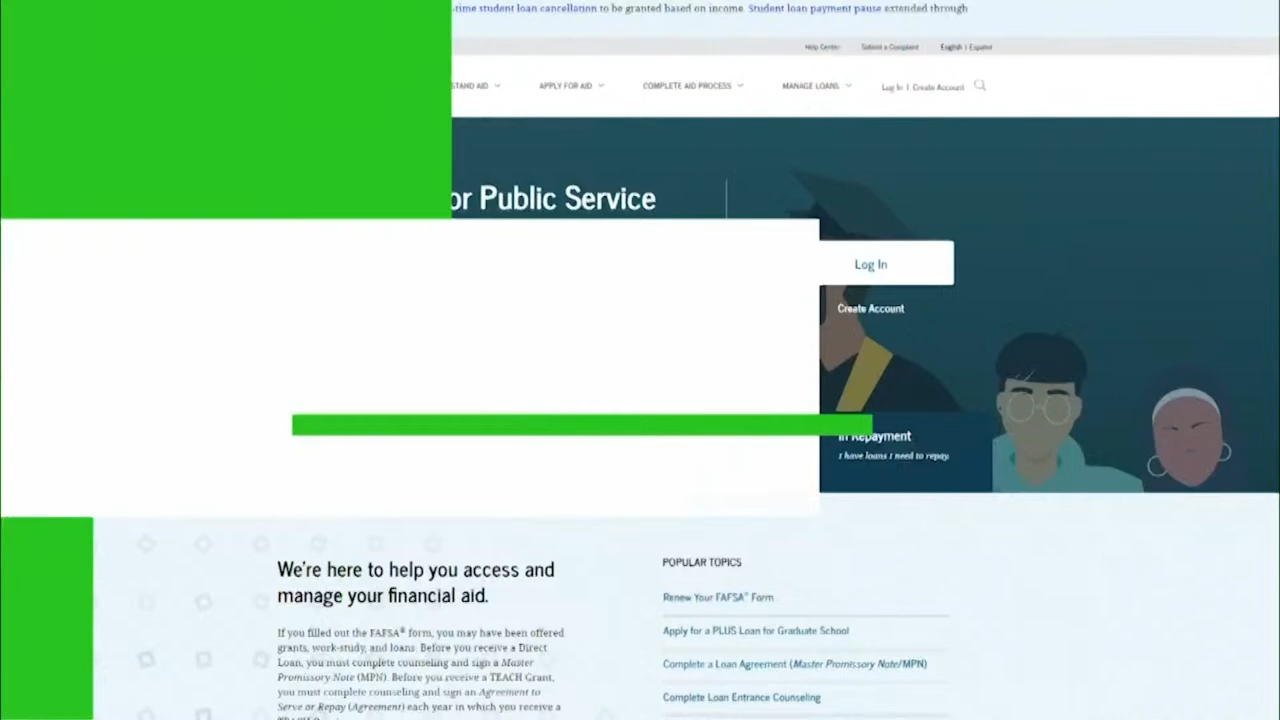 -time student loan cancellation to be granted based on income. Student loan payment pause extended through
Help Center Submit a Complaint English | Español
STAND AID APPLY FOR AID COMPLETE AID PROCESS MANAGE LOANS Log In | Create Account
or Public Service
Log In
Create Account
In Repayment
I have loans I need to repay.
We're here to help you access and
manage your financial aid.
If you filled out the FAFSA® form, you may have been offered
grants, work-study, and loans. Before you receive a Direct
Loan, you must complete counseling and sign a Master
Promissory Note (MPN). Before you receive a TEACH Grant,
you must complete counseling and sign an Agreement to
Serve or Repay (Agreement) each year in which you receive a
POPULAR TOPICS
Renew Your FAFSA® Form
Apply for a PLUS Loan for Graduate School
Complete a Loan Agreement (Master Promissory Note/MPN)
Complete Loan Entrance Counseling